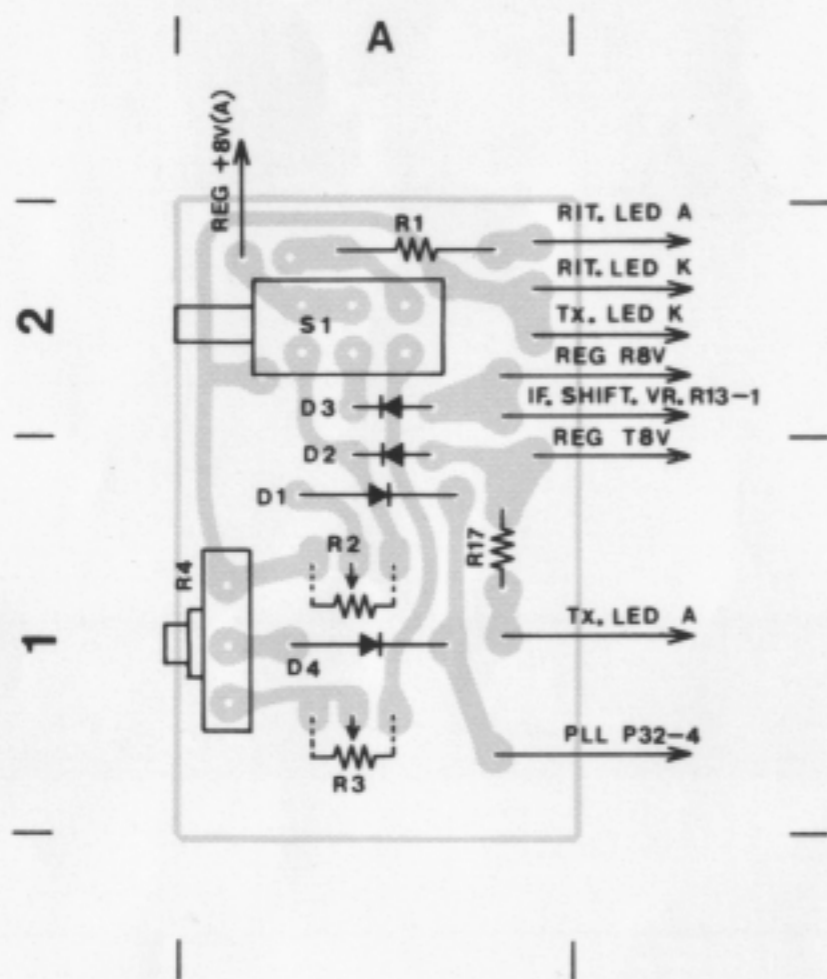 A
REG +8V(A)
R1
RIT. LED A
RIT. LED K
2
S1
Tx. LED K
REG R8V
D3
IF. SHIFT. VR. R13-1
D2
REG T8V
D1
R2
R17
R4
1
D4
Tx. LED A
PLL P32-4
R3